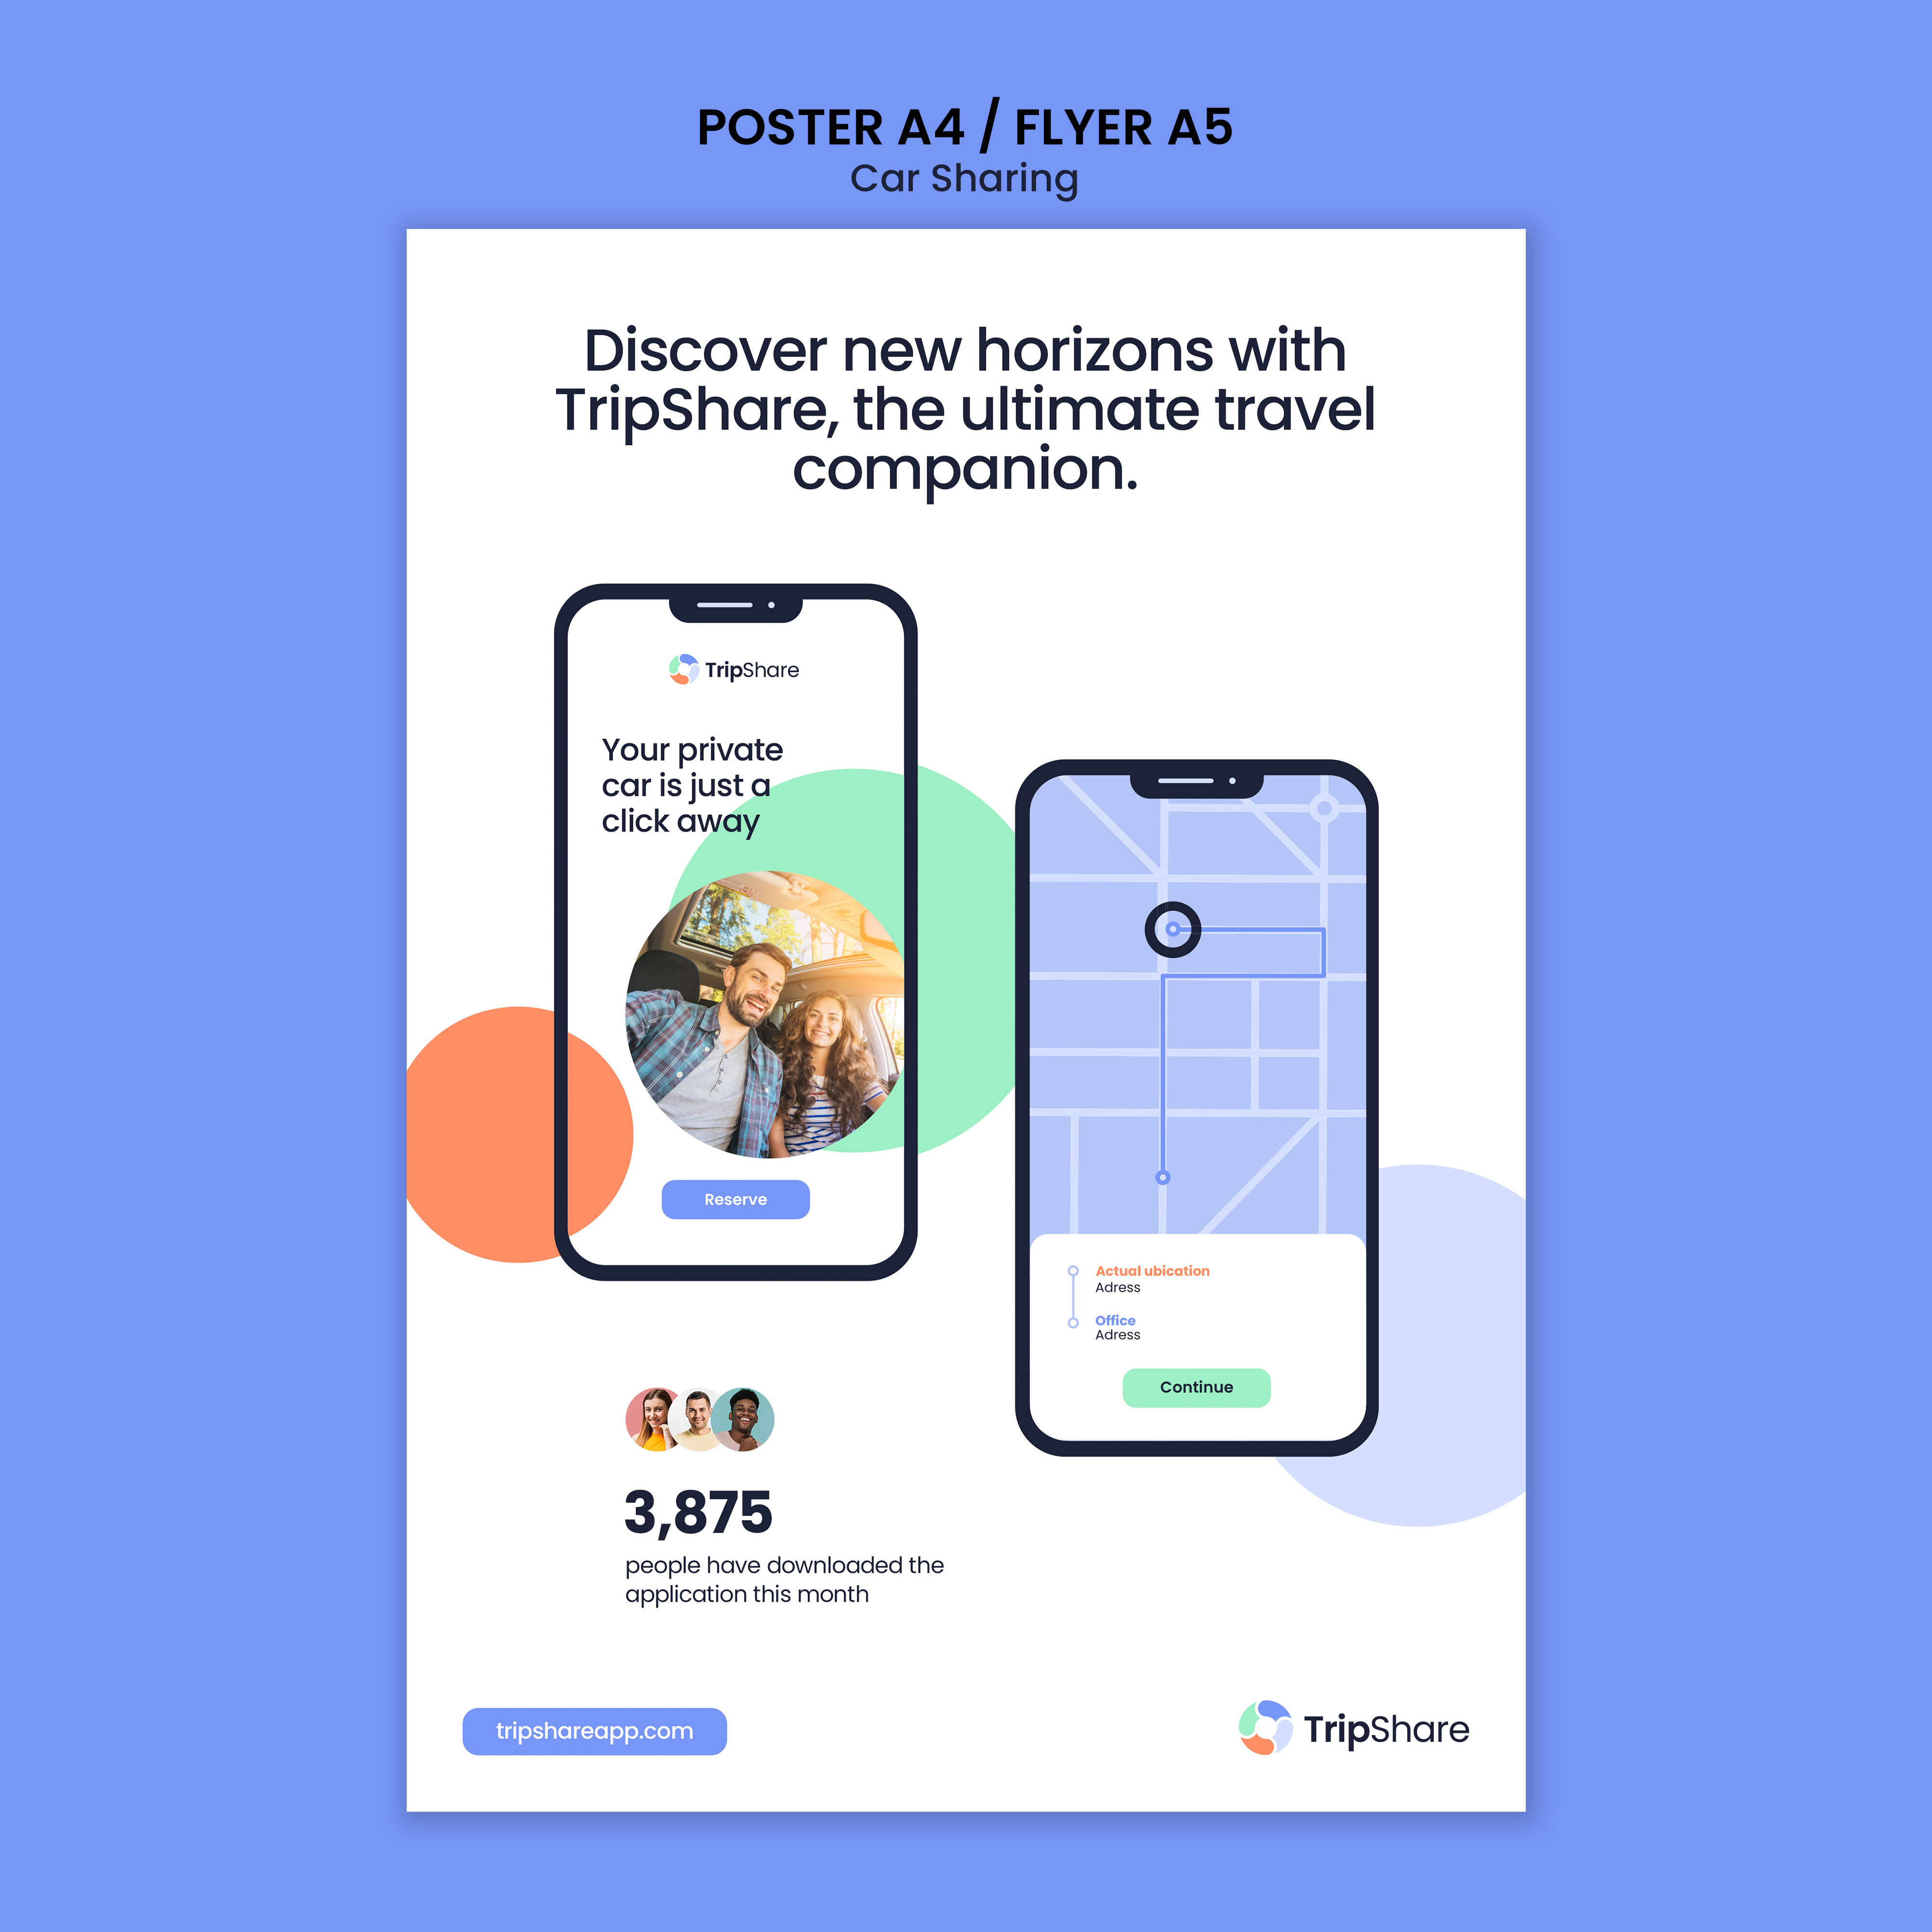 POSTER A4 / FLYER A5
Car Sharing
Discover new horizons with
TripShare, the ultimate travel
companion.
TripShare
Your private
car is just a
click away
Reserve
Actual ubication
Adress
Office
Adress
Continue
3,875
people have downloaded the
application this month
tripshareapp.com
TripShare